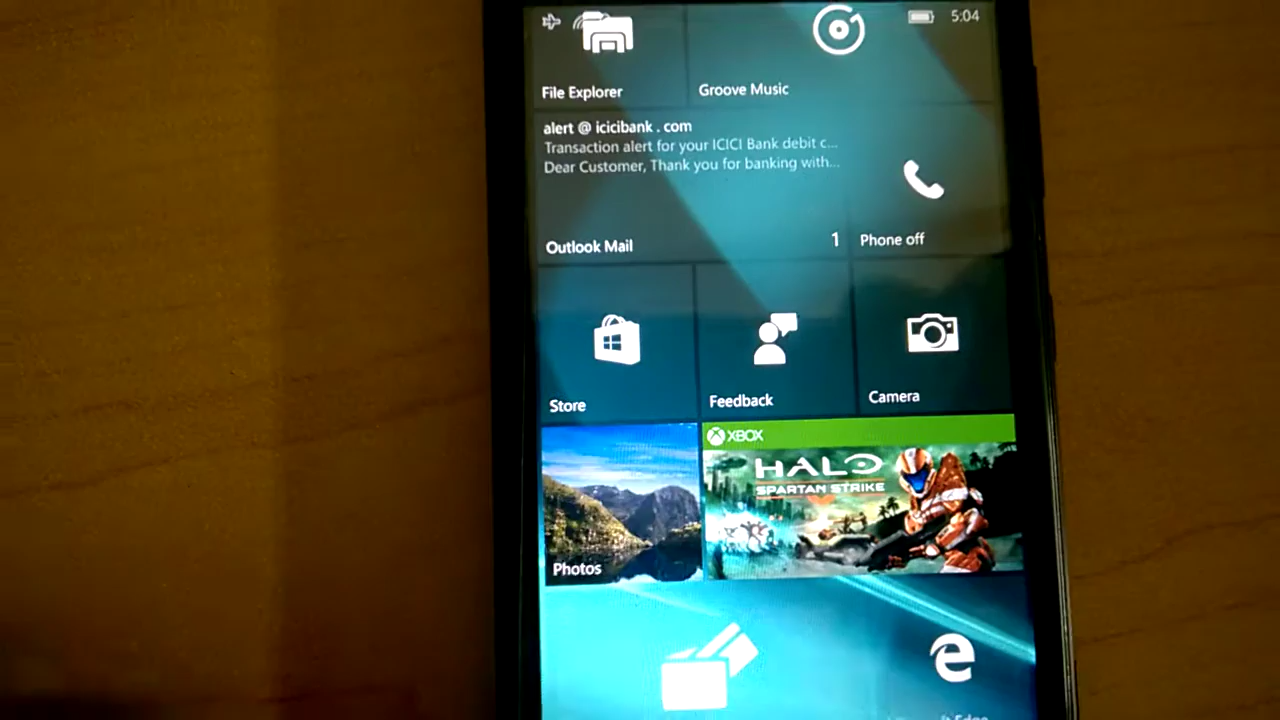 5:04
File Explorer
Groove Music
alert @ icicibank . com
Transaction alert for your ICICI Bank debit c...
Dear Customer, Thank you for banking with...
Outlook Mail
1
Phone off
Store
Feedback
Camera
XBOX
HALO
SPARTAN STRIKE
Photos
Edge